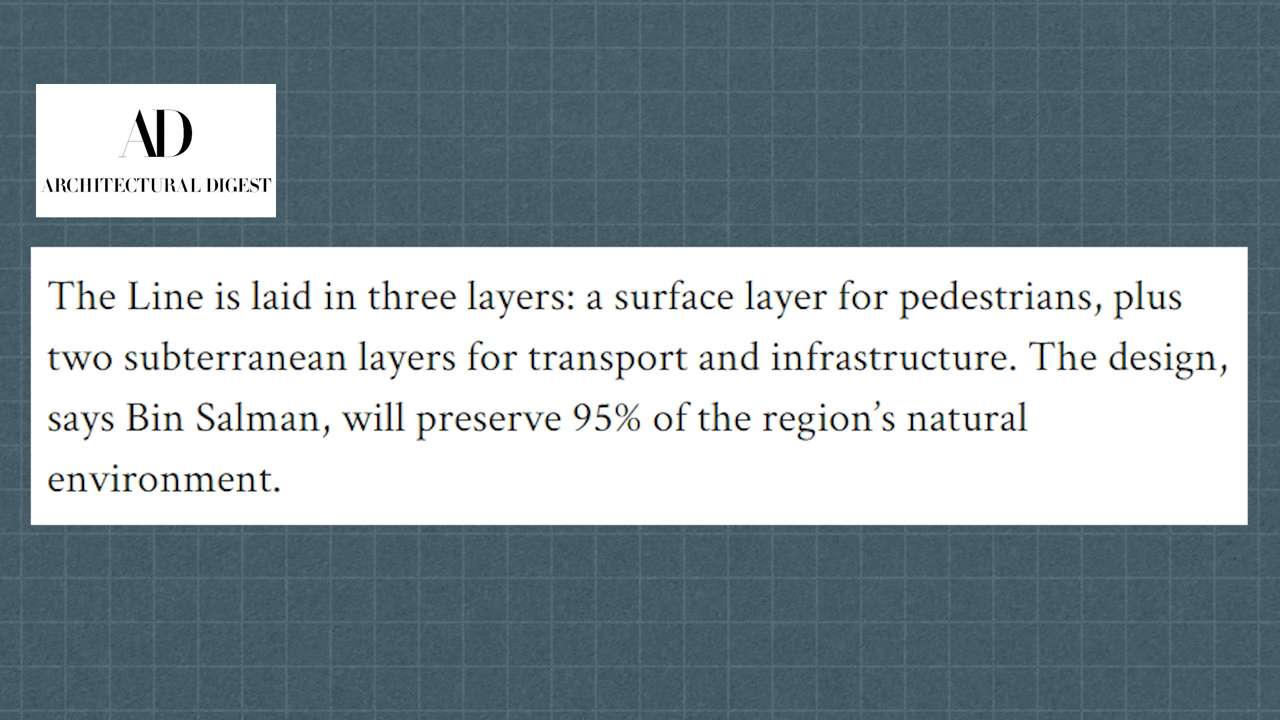 AD
ARCHITECTURAL DIGEST
The Line is laid in three layers: a surface layer for pedestrians, plus
two subterranean layers for transport and infrastructure. The design,
says Bin Salman, will preserve 95% of the region’s natural
environment.